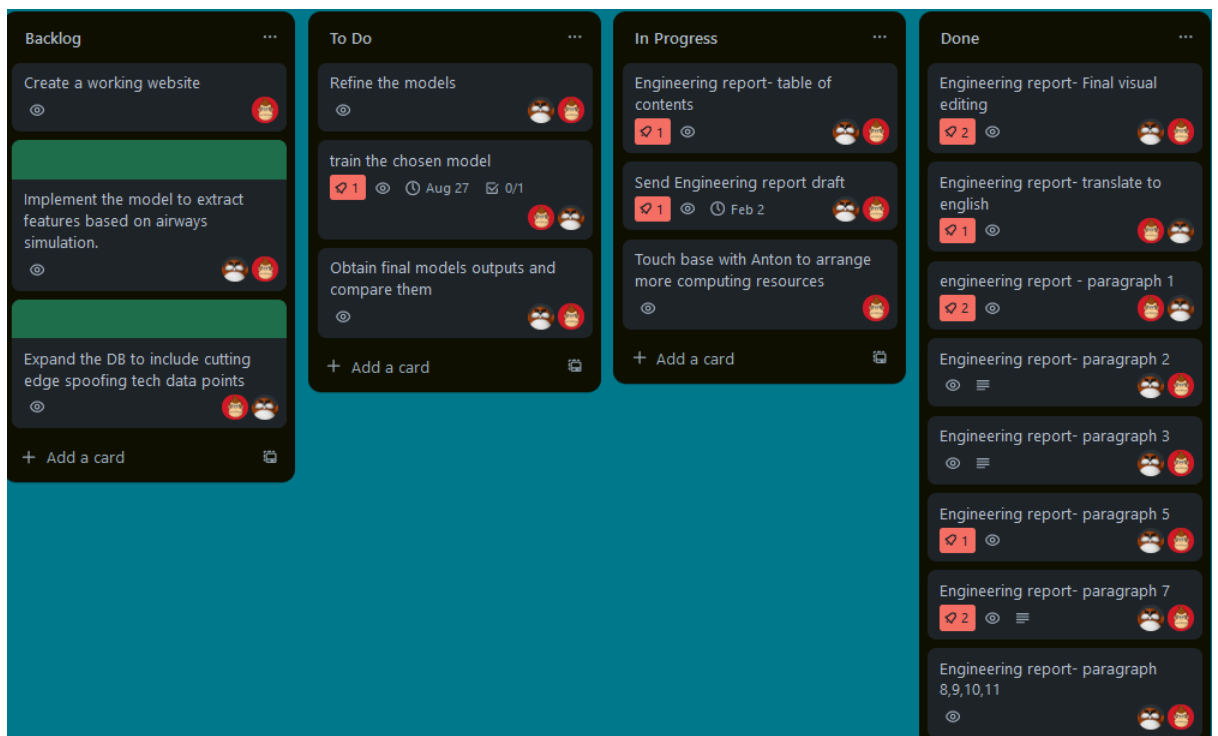 Backlog
Create a working website
Implement the model to extract
features based on airways
simulation.
Expand the DB to include cutting
edge spoofing tech data points
+ Add a card
To Do
Refine the models
train the chosen model
1 Aug 27 0/1
Obtain final models outputs and
compare them
+ Add a card
In Progress
Engineering report- table of
contents
1
Send Engineering report draft
1 Feb 2
Touch base with Anton to arrange
more computing resources
+ Add a card
Done
Engineering report- Final visual
editing
2
Engineering report- translate to
english
1
engineering report - paragraph 1
2
Engineering report- paragraph 2
Engineering report- paragraph 3
Engineering report- paragraph 5
1
Engineering report- paragraph 7
2
Engineering report- paragraph
8,9,10,11